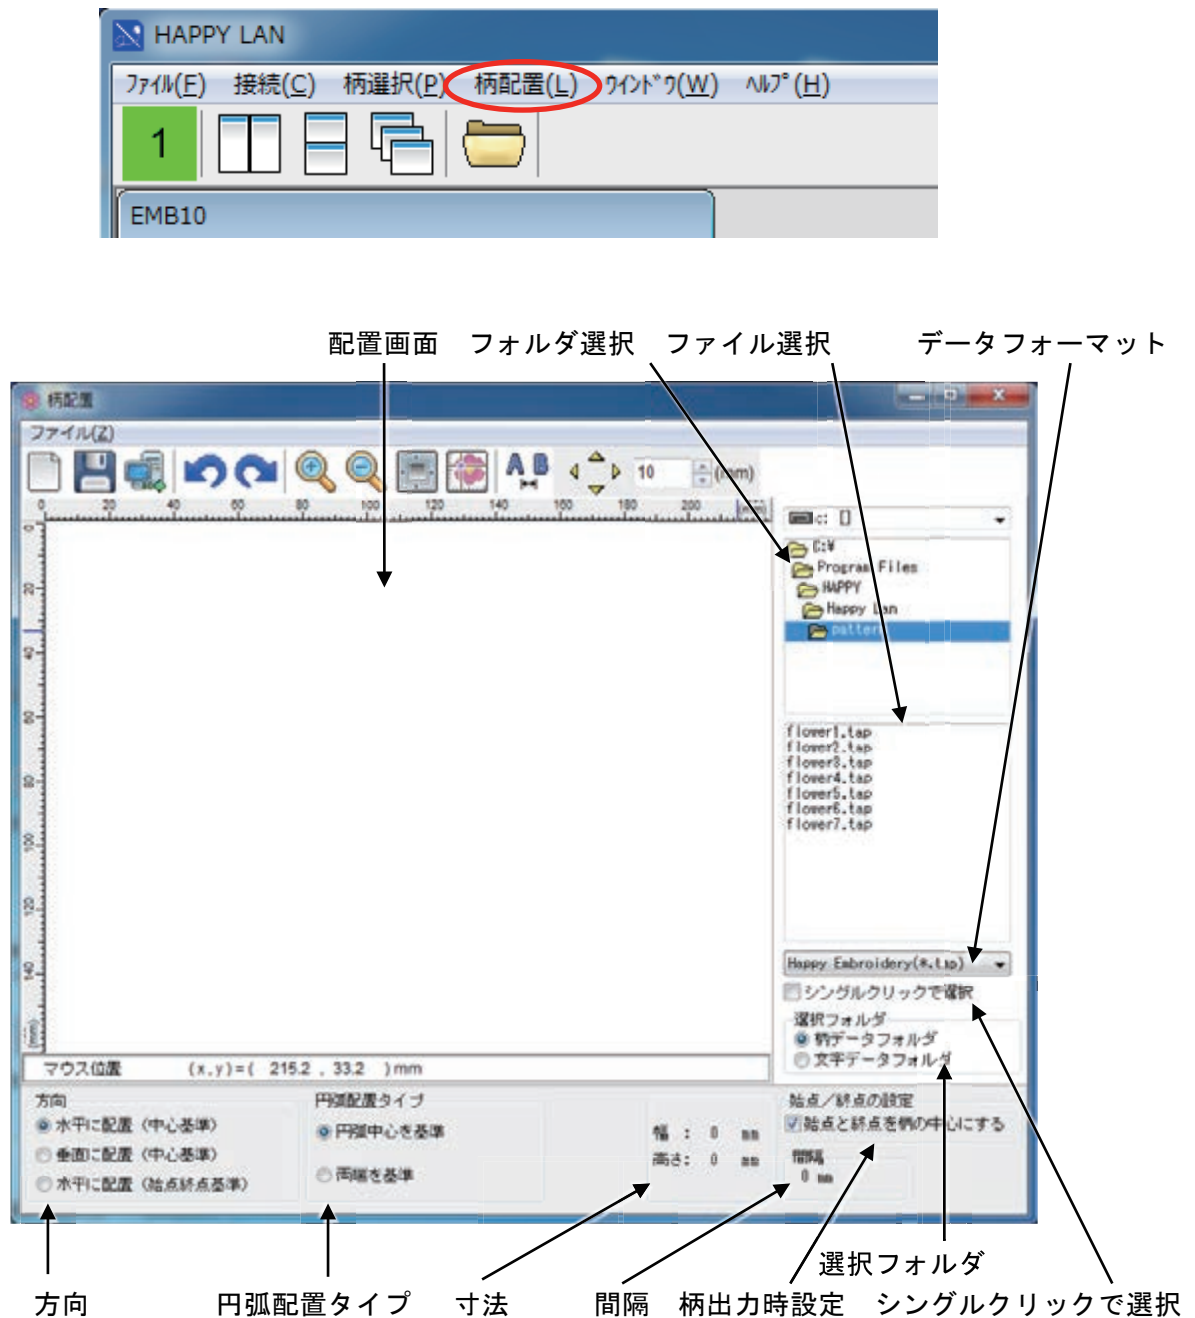 HAPPY LAN
ﾌｧｲﾙ(F) 接続(C) 柄選択(P) 柄配置(L) ｳｲﾝﾄﾞｳ(W) ﾍﾙﾌﾟ(H)
1
EMB10
配置画面 フォルダ選択 ファイル選択 データフォーマット
柄配置
ファイル(Z)
A B 10 (mm)
0 20 40 60 80 100 120 140 160 180 200 (mm)
0 20 40 60 80 100 120 140 (mm)
c: []
C:¥
Program Files
HAPPY
Happy Lan
pattern
flower1.tap
flower2.tap
flower3.tap
flower4.tap
flower5.tap
flower6.tap
flower7.tap
Happy Embroidery(*.tap)
シングルクリックで選択
選択フォルダ
柄データフォルダ
文字データフォルダ
マウス位置 (x,y)=( 215.2 , 33.2 )mm
方向
水平に配置（中心基準）
垂直に配置（中心基準）
水平に配置（始点終点基準）
円弧配置タイプ
円弧中心を基準
両端を基準
幅 : 0 mm
高さ: 0 mm
始点／終点の設定
始点と終点を柄の中心にする
間隔
0 mm
選択フォルダ
方向 円弧配置タイプ 寸法 間隔 柄出力時設定 シングルクリックで選択